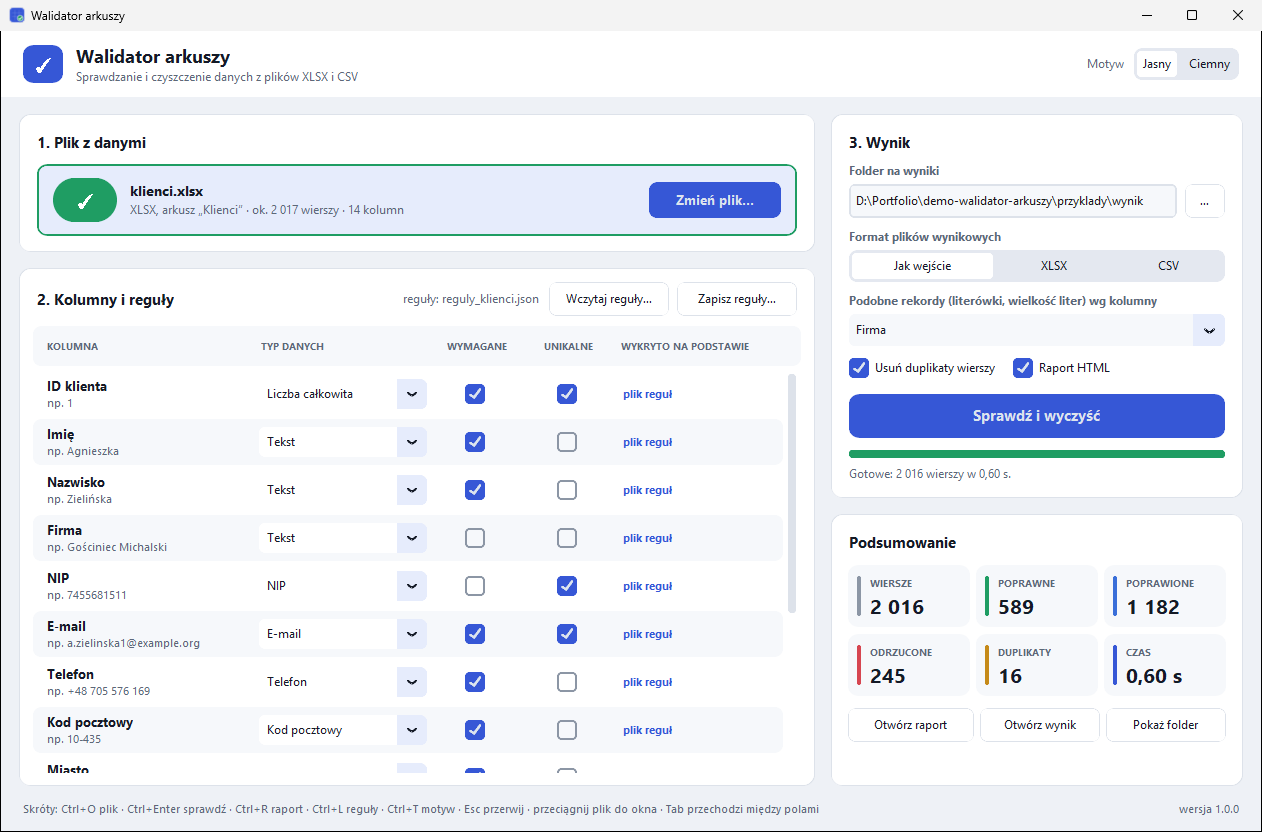 Walidator arkuszy
Walidator arkuszy
Sprawdzanie i czyszczenie danych z plików XLSX i CSV
Motyw Jasny Ciemny
1. Plik z danymi
klienci.xlsx
XLSX, arkusz „Klienci” · ok. 2 017 wierszy · 14 kolumn
Zmień plik...
2. Kolumny i reguły
reguły: reguly_klienci.json Wczytaj reguły... Zapisz reguły...
KOLUMNA TYP DANYCH WYMAGANE UNIKALNE WYKRYTO NA PODSTAWIE
ID klienta
np. 1
Liczba całkowita plik reguł
Imię
np. Agnieszka
Tekst plik reguł
Nazwisko
np. Zielińska
Tekst plik reguł
Firma
np. Gościniec Michalski
Tekst plik reguł
NIP
np. 7455681511
NIP plik reguł
E-mail
np. a.zielinska1@example.org
E-mail plik reguł
Telefon
np. +48 705 576 169
Telefon plik reguł
Kod pocztowy
np. 10-435
Kod pocztowy plik reguł
Miasto
3. Wynik
Folder na wyniki
D:\Portfolio\demo-walidator-arkuszy\przyklady\wynik ...
Format plików wynikowych
Jak wejście XLSX CSV
Podobne rekordy (literówki, wielkość liter) wg kolumny
Firma
Usuń duplikaty wierszy Raport HTML
Sprawdź i wyczyść
Gotowe: 2 016 wierszy w 0,60 s.
Podsumowanie
WIERSZE
2 016
POPRAWNE
589
POPRAWIONE
1 182
ODRZUCONE
245
DUPLIKATY
16
CZAS
0,60 s
Otwórz raport Otwórz wynik Pokaż folder
Skróty: Ctrl+O plik · Ctrl+Enter sprawdź · Ctrl+R raport · Ctrl+L reguły · Ctrl+T motyw · Esc przerwij · przeciągnij plik do okna · Tab przechodzi między polami
wersja 1.0.0